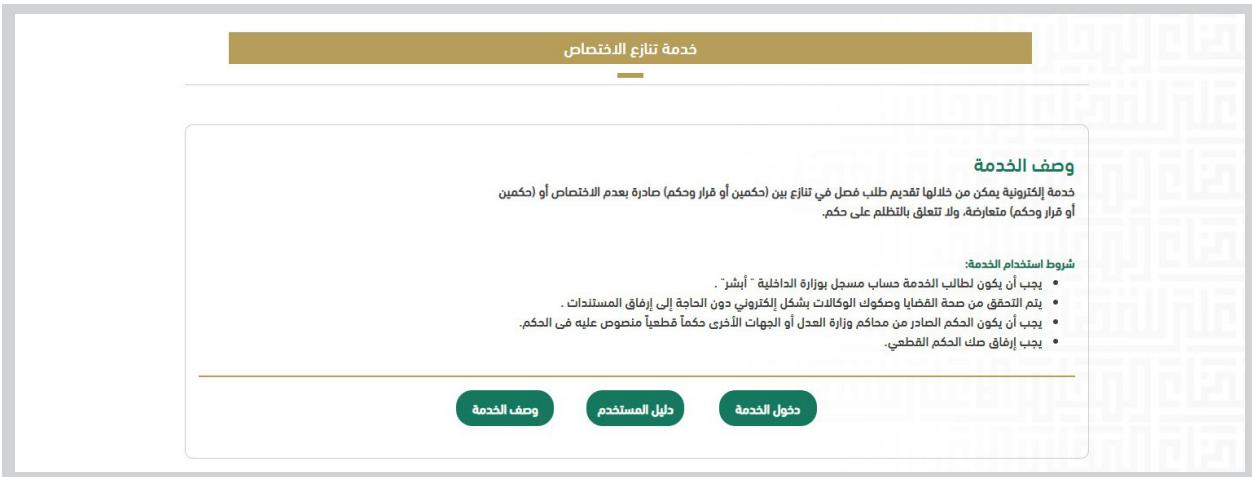 خدمة تنازع الاختصاص
وصف الخدمة
خدمة إلكترونية يمكن من خلالها تقديم طلب فصل في تنازع بين (حكمين أو قرار وحكم) صادرة بعدم الاختصاص أو (حكمين
أو قرار وحكم) متعارضة، ولا تتعلق بالتظلم على حكم.
شروط استخدام الخدمة:
يجب أن يكون لطالب الخدمة حساب مسجل بوزارة الداخلية " أبشر" .
يتم التحقق من صحة القضايا وصكوك الوكالات بشكل إلكتروني دون الحاجة إلى إرفاق المستندات .
يجب أن يكون الحكم الصادر من محاكم وزارة العدل أو الجهات الأخرى حكماً قطعياً منصوص عليه فى الحكم.
يجب إرفاق صك الحكم القطعي.
دخول الخدمة
دليل المستخدم
وصف الخدمة